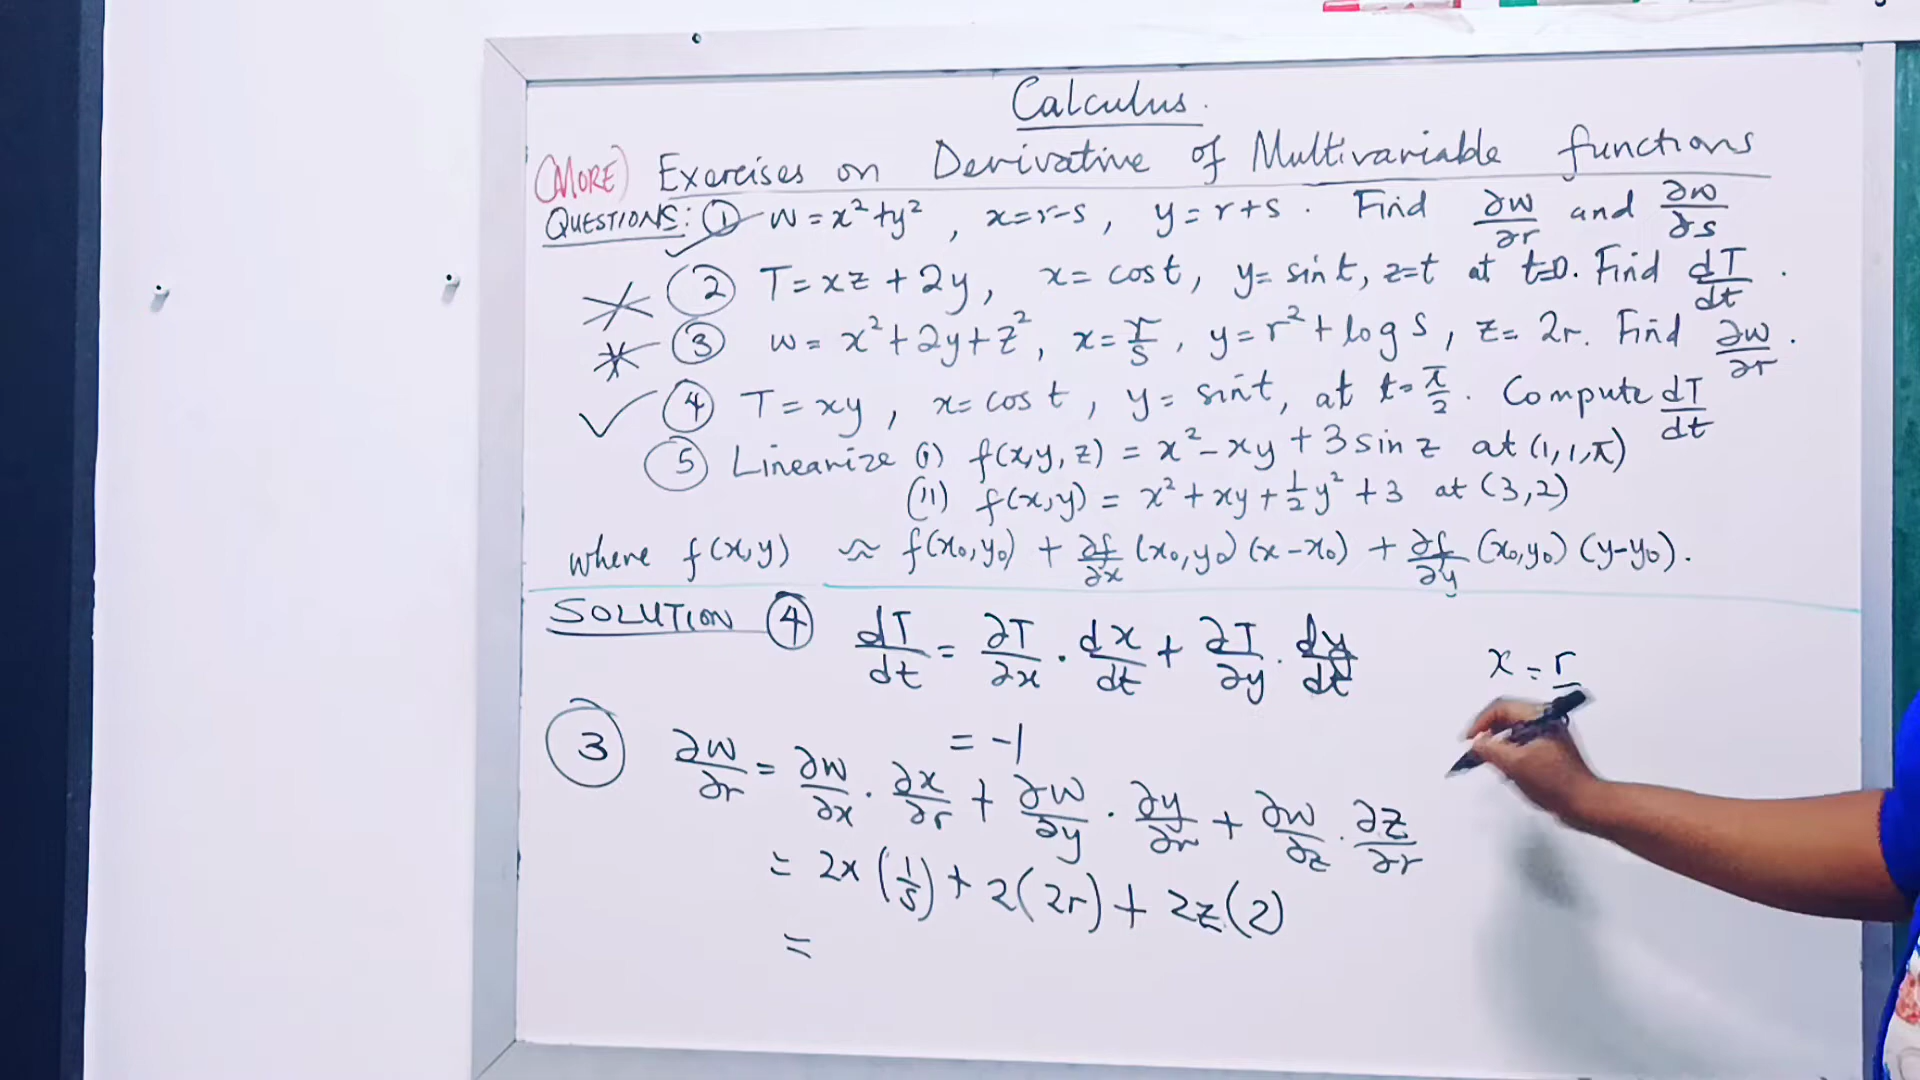 Calculus.
(MORE) Exercises on Derivative of Multivariable functions
QUESTIONS: ① w = x² + y², x = r - s, y = r + s. Find ∂w/∂r and ∂w/∂s
② T = xz + 2y, x = cos t, y = sin t, z = t at t = 0. Find dT/dt.
③ w = x² + 2y + z², x = r/s, y = r² + log s, z = 2r. Find ∂w/∂r.
④ T = xy, x = cos t, y = sin t, at t = π/2. Compute dT/dt
⑤ Linearize (i) f(x,y,z) = x² - xy + 3 sin z at (1,1,π)
(ii) f(x,y) = x² + xy + 1/2 y² + 3 at (3,2)
where f(x,y) ≈ f(x₀,y₀) + ∂f/∂x (x₀,y₀)(x - x₀) + ∂f/∂y (x₀,y₀)(y - y₀).
SOLUTION ④ dT/dt = ∂T/∂x · dx/dt + ∂T/∂y · dy/dt
= -1
③ ∂w/∂r = ∂w/∂x · ∂x/∂r + ∂w/∂y · ∂y/∂r + ∂w/∂z · ∂z/∂r
= 2x (1/s) + 2(2r) + 2z(2)
=
x = r